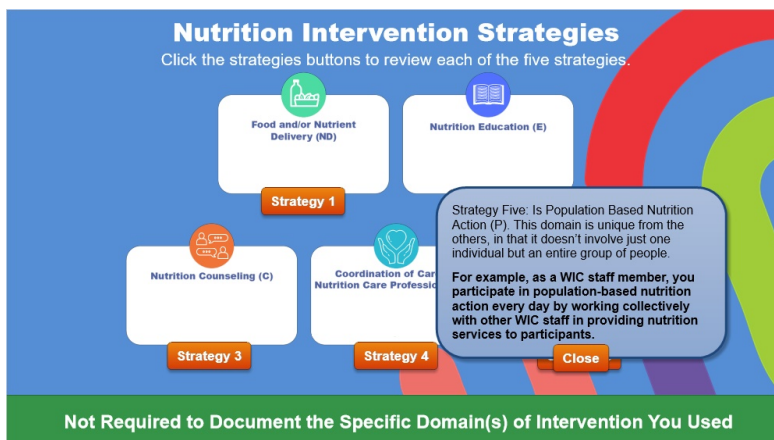 Nutrition Intervention Strategies
Click the strategies buttons to review each of the five strategies.
Food and/or Nutrient
Delivery (ND)
Nutrition Education (E)
Strategy 1
Strategy Five: Is Population Based Nutrition
Action (P). This domain is unique from the
others, in that it doesn't involve just one
individual but an entire group of people.
For example, as a WIC staff member, you
participate in population-based nutrition
action every day by working collectively
with other WIC staff in providing nutrition
services to participants.
Close
Nutrition Counseling (C)
Coordination of
Nutrition Care
Strategy 3
Strategy 4
Not Required to Document the Specific Domain(s) of Intervention You Used